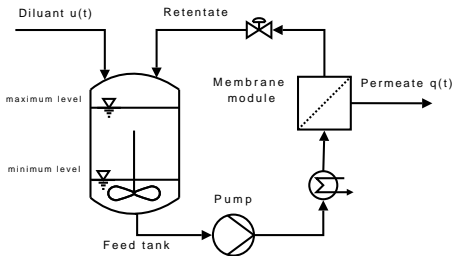 Diluant u(t)
Retentate
Membrane
module
Permeate q(t)
maximum level
minimum level
Pump
Feed tank